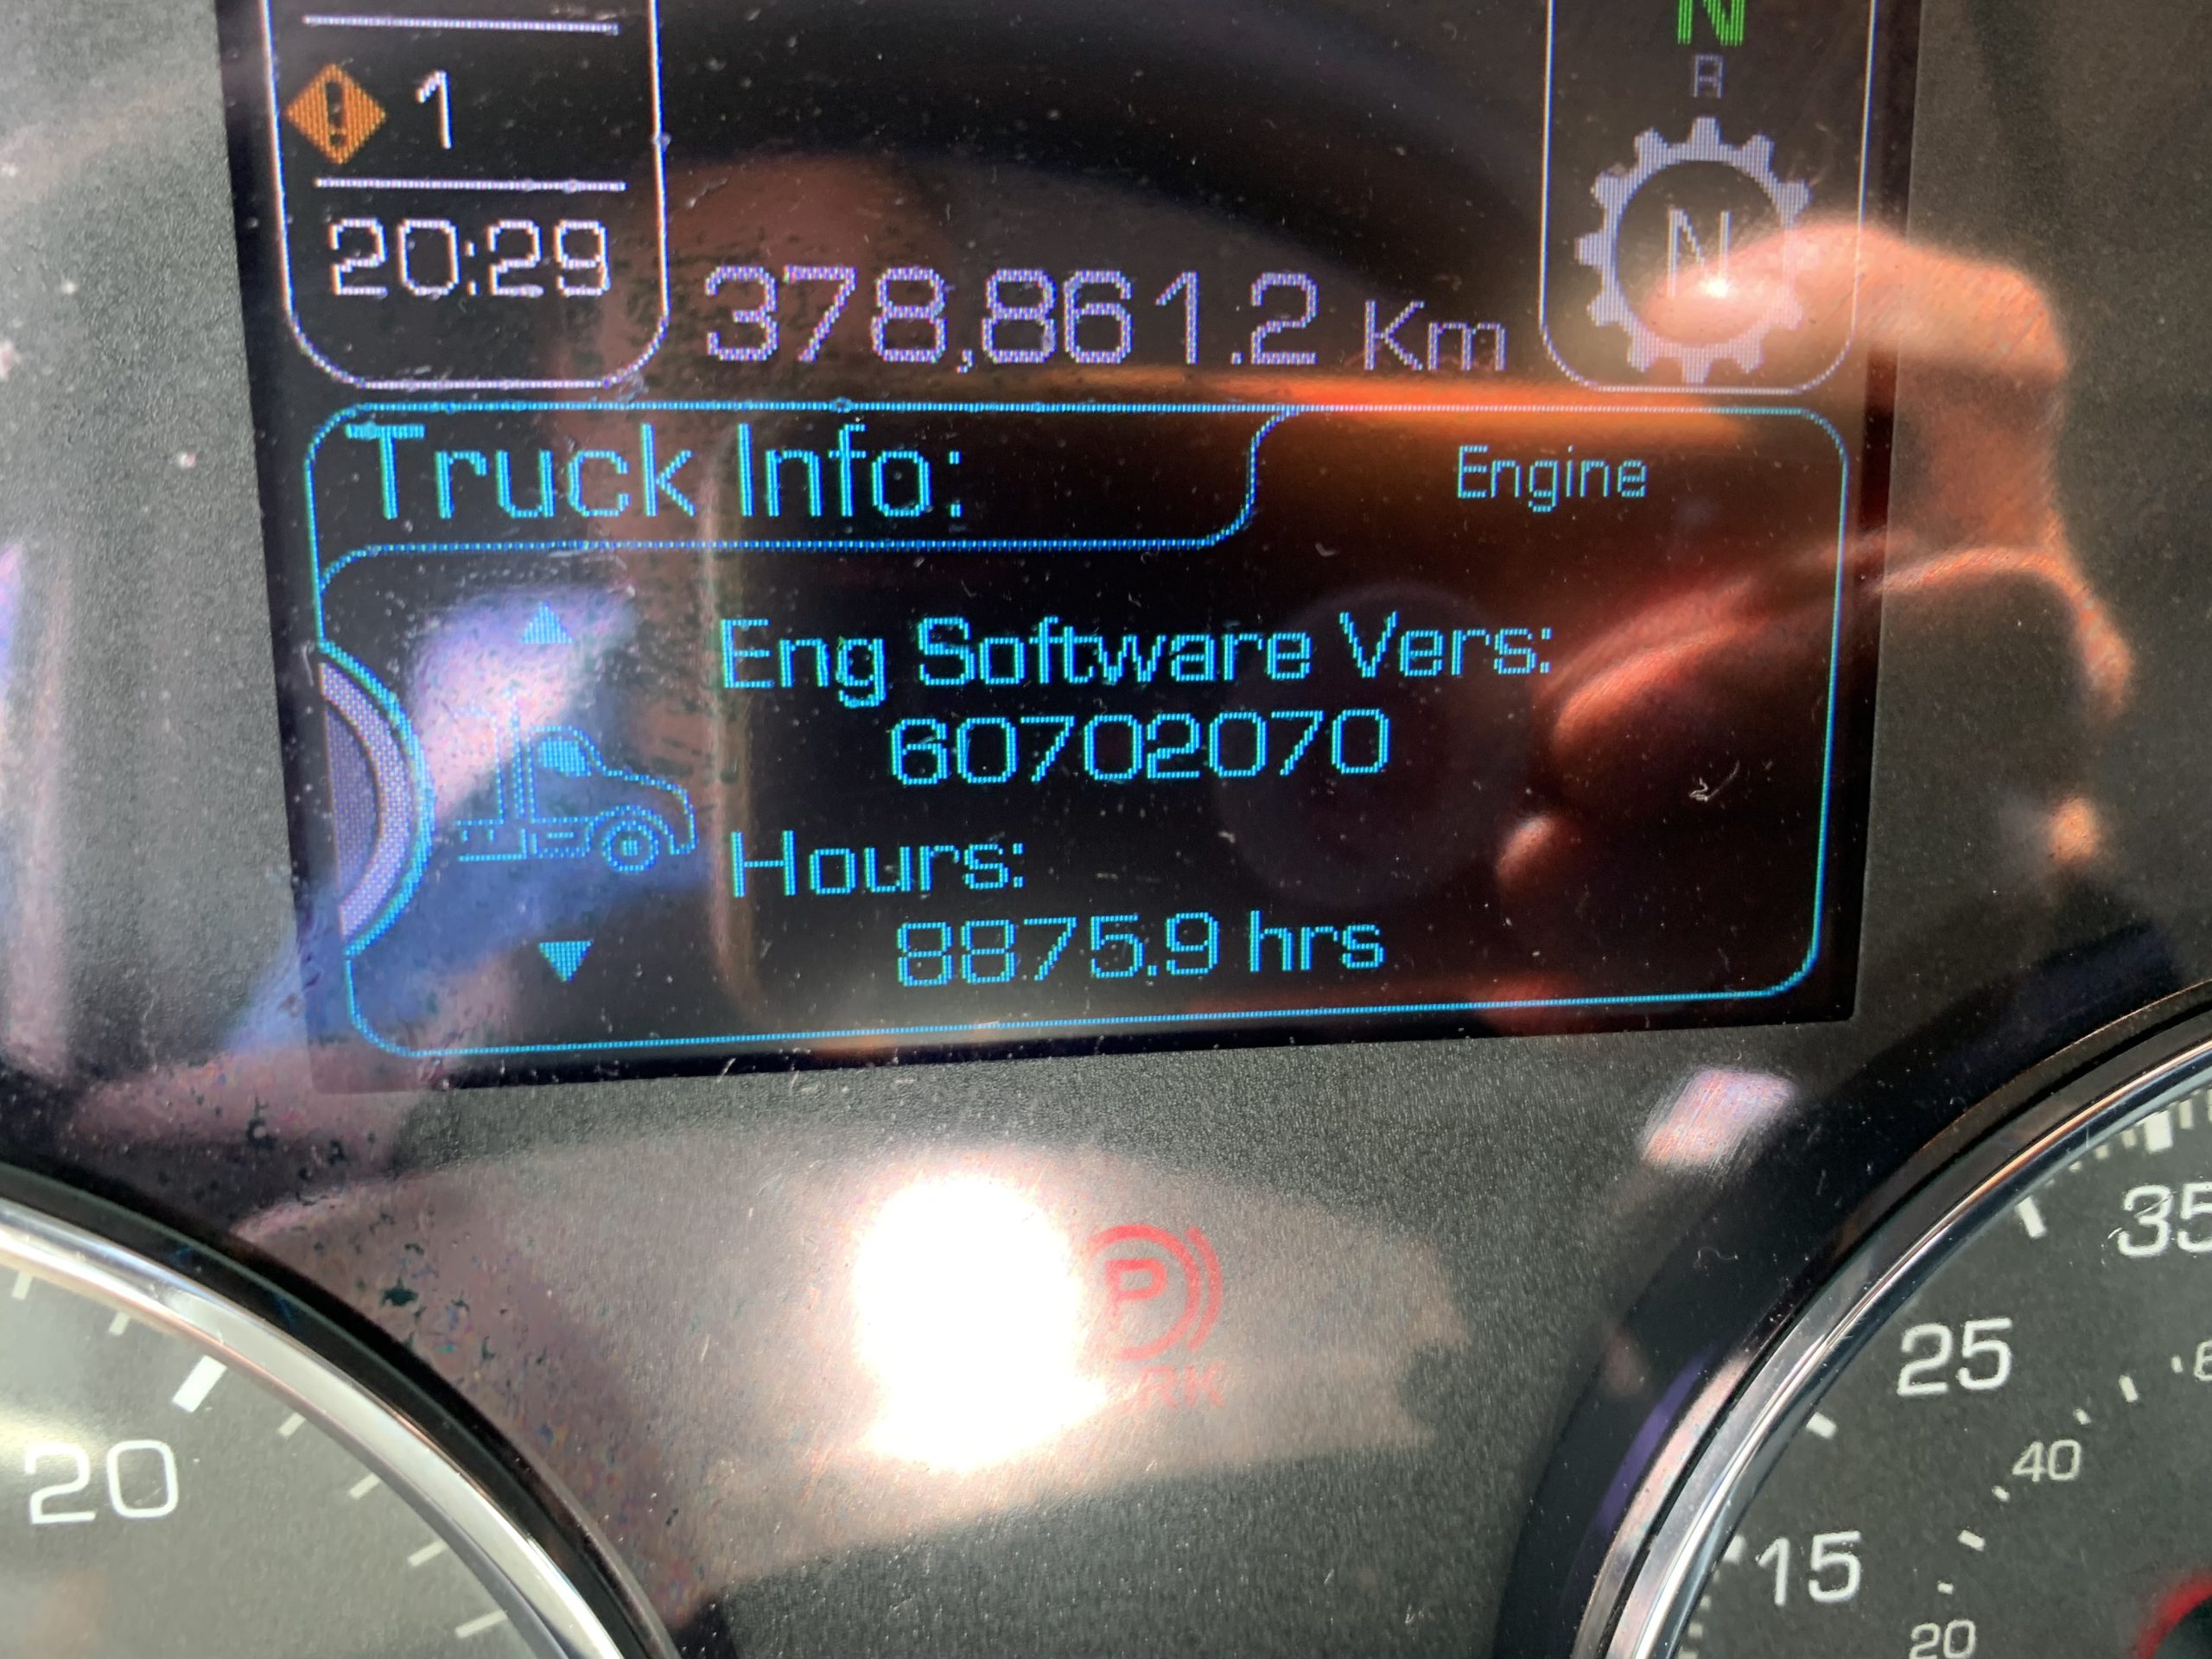 N
R
1
N
20:29
378,861.2 Km
Truck Info:
Engine
Eng Software Vers:
60702070
Hours:
8875.9 hrs
P
35
25
40
20
15
20